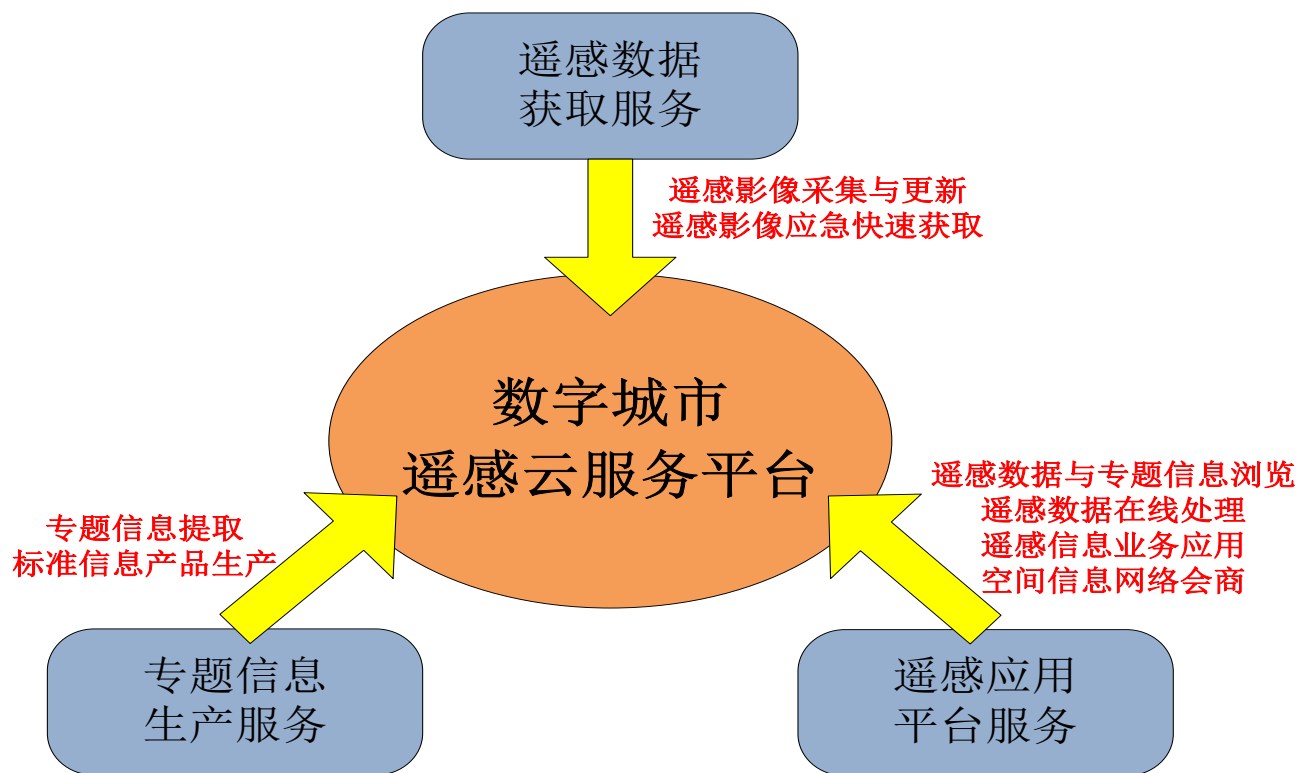 遥感数据
获取服务
遥感影像采集与更新
遥感影像应急快速获取
数字城市
遥感云服务平台
专题信息提取
标准信息产品生产
遥感数据与专题信息浏览
遥感数据在线处理
遥感信息业务应用
空间信息网络会商
专题信息
生产服务
遥感应用
平台服务